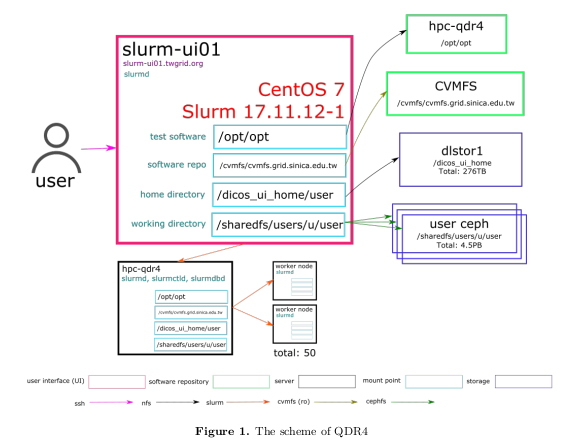 slurm-ui01
slurm-ui01.twgrid.org
slurmd
CentOS 7
Slurm 17.11.12-1
test software
/opt/opt
software repo
/cvmfs/cvmfs.grid.sinica.edu.tw
home directory
/dicos_ui_home/user
working directory
/sharedfs/users/u/user
user
hpc-qdr4
/opt/opt
CVMFS
/cvmfs/cvmfs.grid.sinica.edu.tw
dlstor1
/dicos_ui_home
Total: 276TB
user ceph
/sharedfs/users/u/user
Total: 4.5PB
hpc-qdr4
slurmd, slurmctld, slurmdbd
/opt/opt
/cvmfs/cvmfs.grid.sinica.edu.tw
/dicos_ui_home/user
/sharedfs/users/u/user
worker node
slurmd
worker node
slurmd
total: 50
user interface (UI)
software repository
server
mount point
storage
ssh
nfs
slurm
cvmfs (ro)
cephfs
Figure 1. The scheme of QDR4